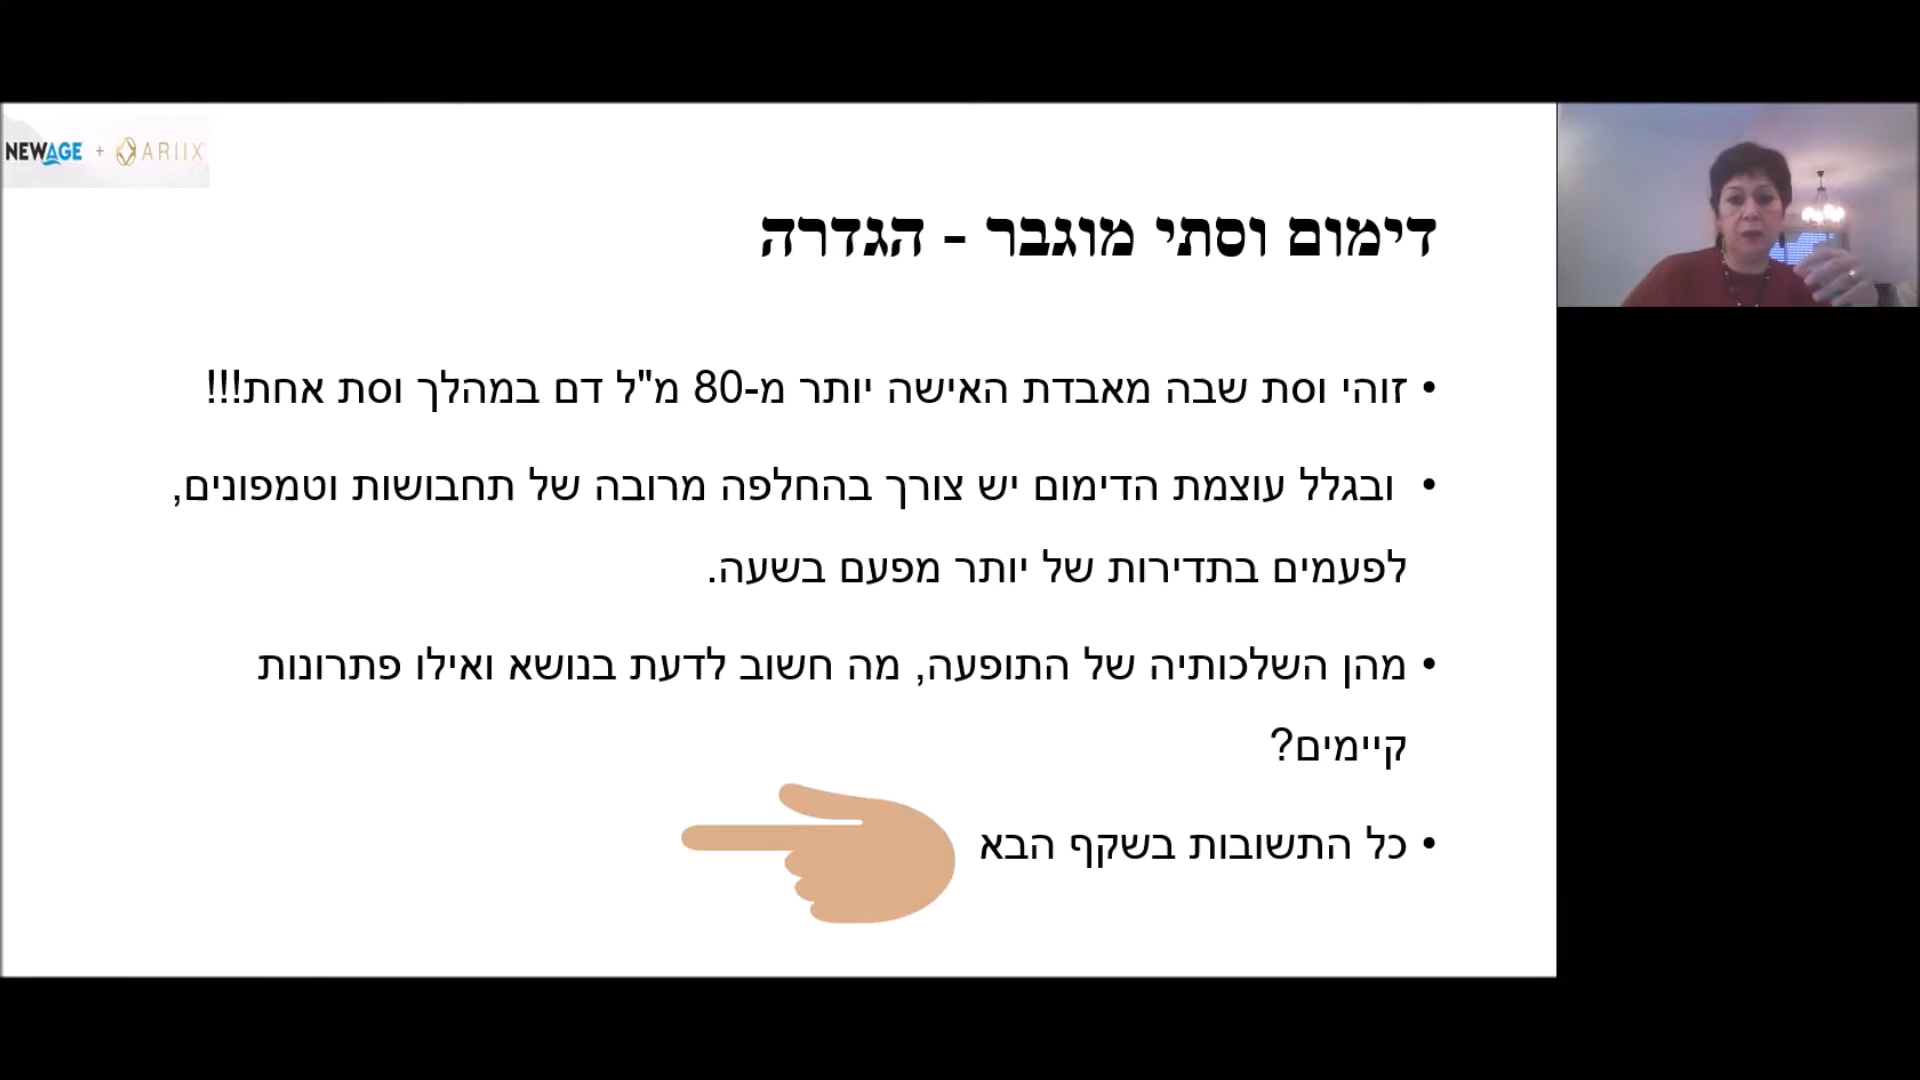 NEWAGE + ARIIX
דימום וסתי מוגבר - הגדרה
• זוהי וסת שבה מאבדת האישה יותר מ-80 מ"ל דם במהלך וסת אחת!!!
• ובגלל עוצמת הדימום יש צורך בהחלפה מרובה של תחבושות וטמפונים,
לפעמים בתדירות של יותר מפעם בשעה.
• מהן השלכותיה של התופעה, מה חשוב לדעת בנושא ואילו פתרונות
קיימים?
• כל התשובות בשקף הבא